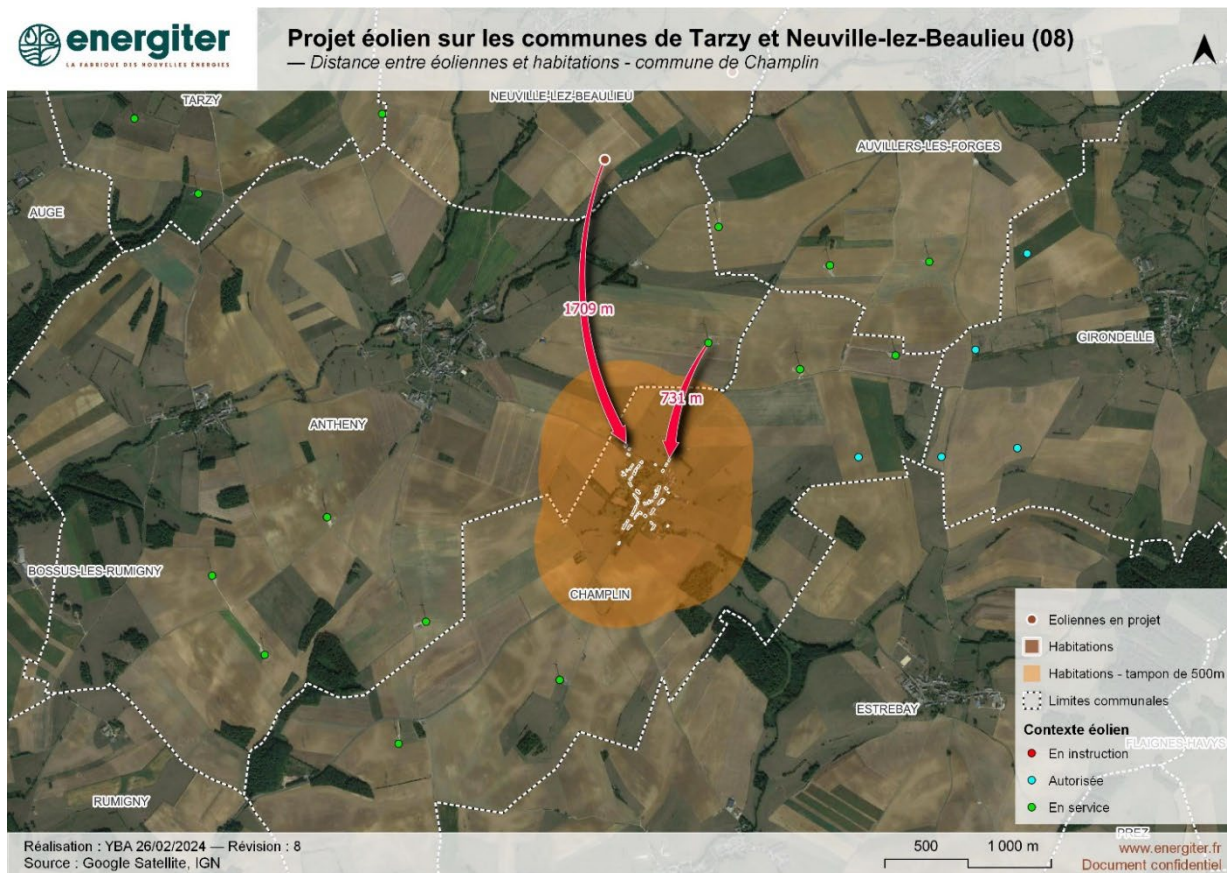 energiter
LA FABRIQUE DES NOUVELLES ÉNERGIES
Projet éolien sur les communes de Tarzy et Neuville-lez-Beaulieu (08)
— Distance entre éoliennes et habitations - commune de Champlin
TARZY
NEUVILLE-LEZ-BEAULIEU
AUVILLERS-LES-FORGES
AUGE
1709 m
GIRONDELLE
731 m
ANTHENY
BOSSUS-LES-RUMIGNY
CHAMPLIN
ESTREBAY
RUMIGNY
Eoliennes en projet
Habitations
Habitations - tampon de 500m
Limites communales
Contexte éolien
FLAIGNES-HAVYS
En instruction
Autorisée
En service
PREZ
Réalisation : YBA 26/02/2024 — Révision : 8
Source : Google Satellite, IGN
500 1 000 m
www.energiter.fr
Document confidentiel